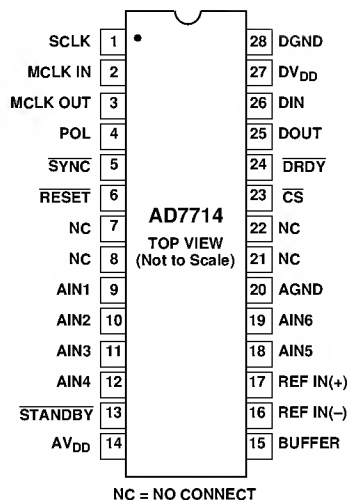 SCLK 1 28 DGND
MCLK IN 2 27 DVDD
MCLK OUT 3 26 DIN
POL 4 25 DOUT
SYNC 5 24 DRDY
RESET 6 23 CS
NC 7 22 NC
NC 8 21 NC
AIN1 9 20 AGND
AIN2 10 19 AIN6
AIN3 11 18 AIN5
AIN4 12 17 REF IN(+)
STANDBY 13 16 REF IN(–)
AVDD 14 15 BUFFER
AD7714
TOP VIEW
(Not to Scale)
NC = NO CONNECT